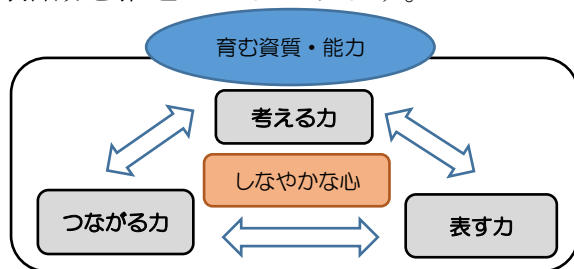 育む資質・能力
考える力
しなやかな心
つながる力
表す力